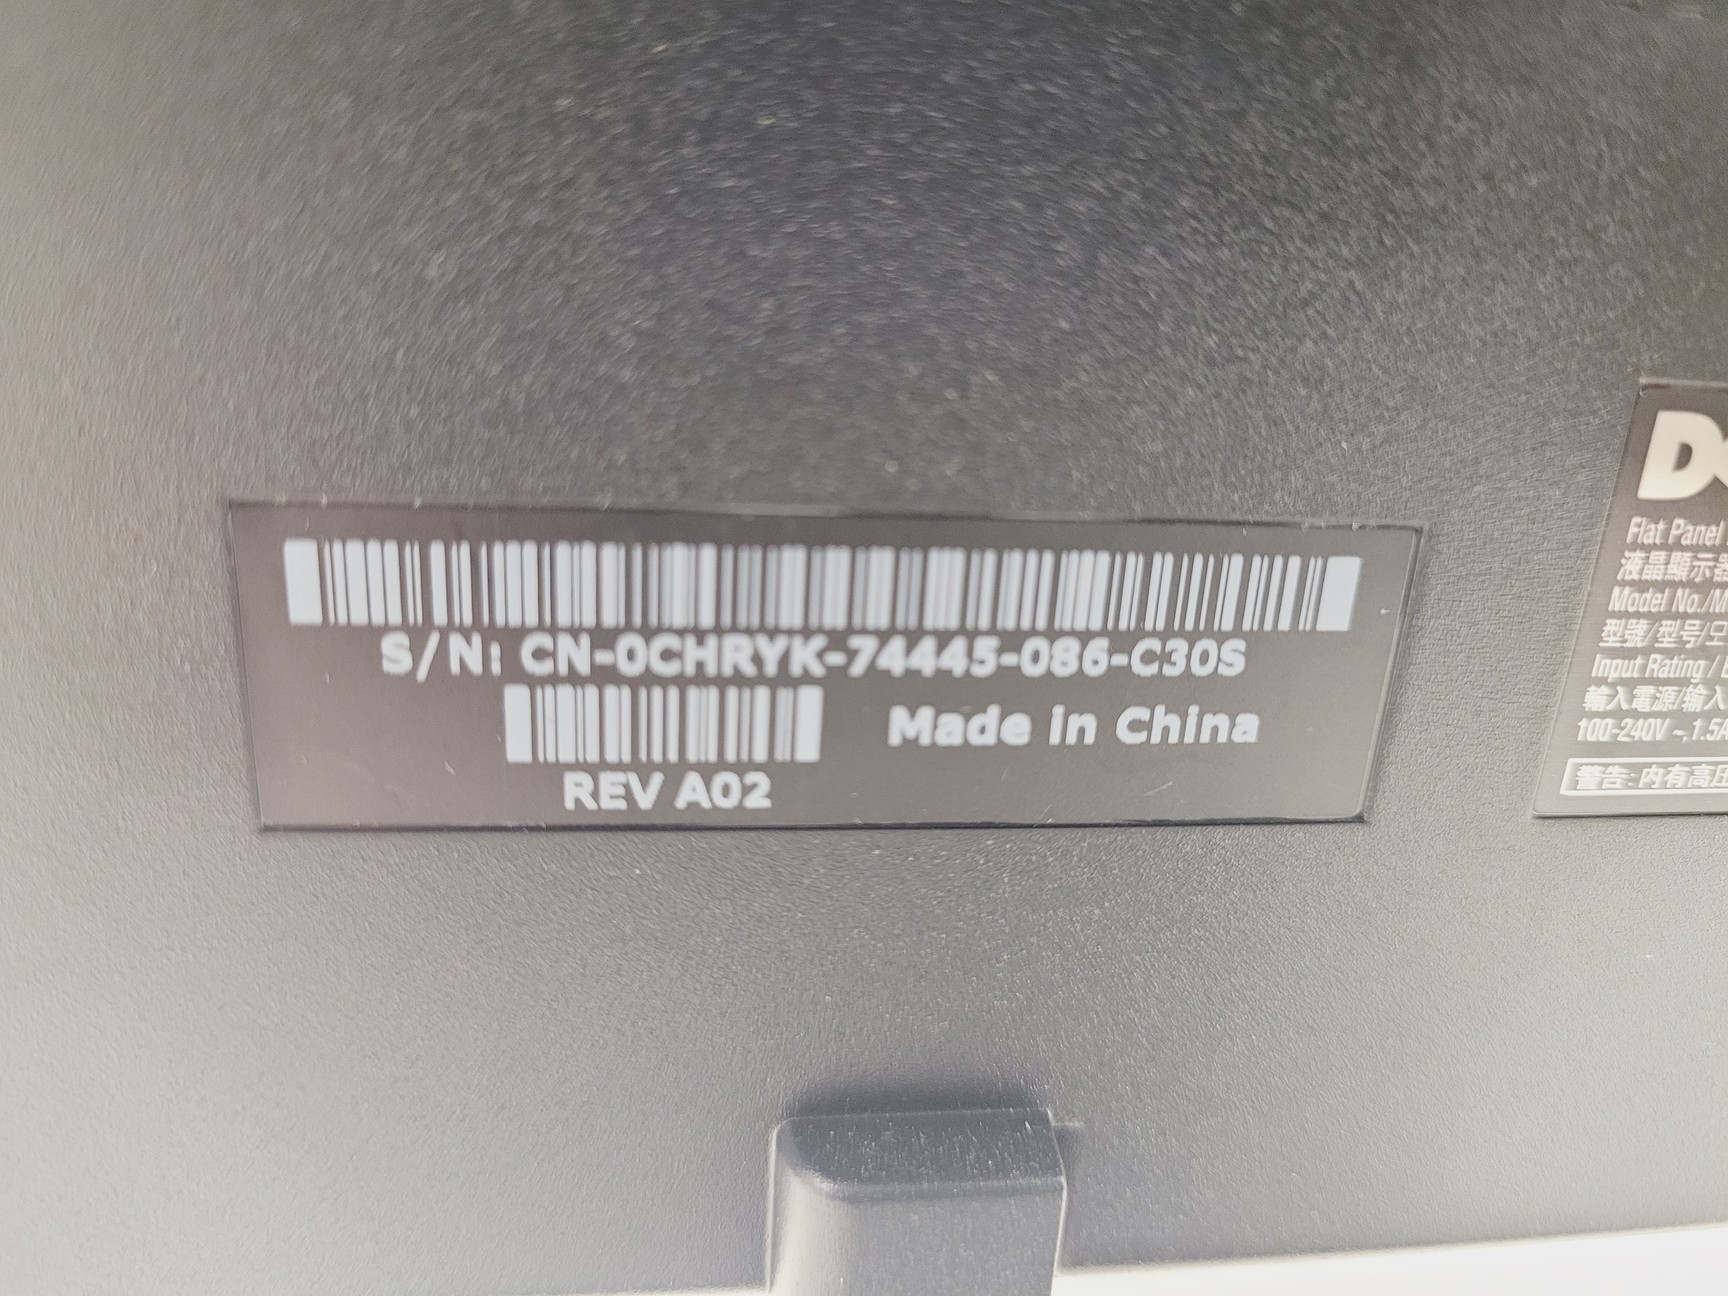 S/N: CN-0CHRYK-74445-086-C30S
REV A02
Made in China
Flat Panel
液晶顯示器
Model No./M
型號/型号/모
Input Rating /
輸入電源/输入
100-240V ~, 1.5A
警告: 内有高压